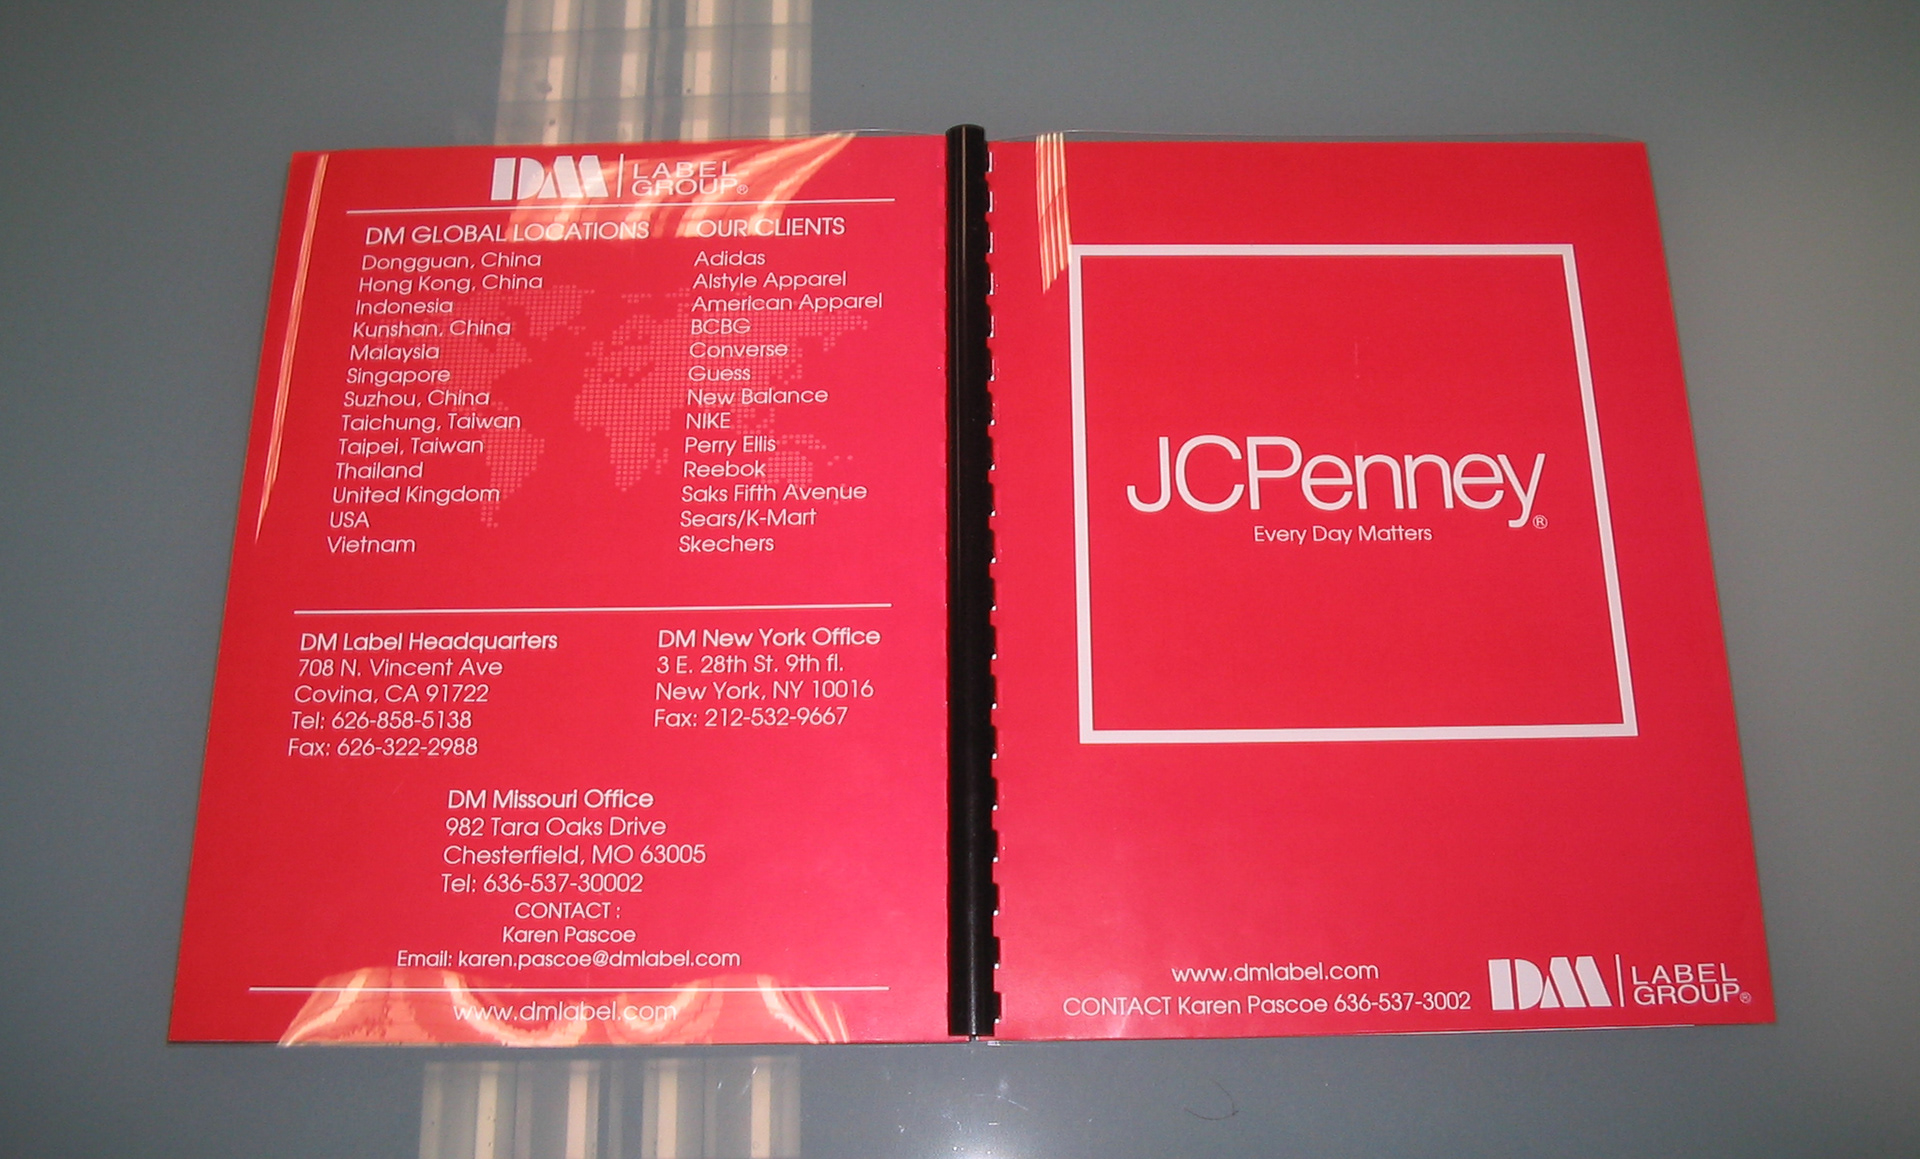 DM | LABEL GROUP®
DM GLOBAL LOCATIONS
Dongguan, China
Hong Kong, China
Indonesia
Kunshan, China
Malaysia
Singapore
Suzhou, China
Taichung, Taiwan
Taipei, Taiwan
Thailand
United Kingdom
USA
Vietnam
OUR CLIENTS
Adidas
Alstyle Apparel
American Apparel
BCBG
Converse
Guess
New Balance
NIKE
Perry Ellis
Reebok
Saks Fifth Avenue
Sears/K-Mart
Skechers
DM Label Headquarters
708 N. Vincent Ave
Covina, CA 91722
Tel: 626-858-5138
Fax: 626-322-2988
DM New York Office
3 E. 28th St. 9th fl.
New York, NY 10016
Fax: 212-532-9667
DM Missouri Office
982 Tara Oaks Drive
Chesterfield, MO 63005
Tel: 636-537-30002
CONTACT :
Karen Pascoe
Email: karen.pascoe@dmlabel.com
www.dmlabel.com
JCPenney®
Every Day Matters
www.dmlabel.com
CONTACT Karen Pascoe 636-537-3002
DM | LABEL GROUP®